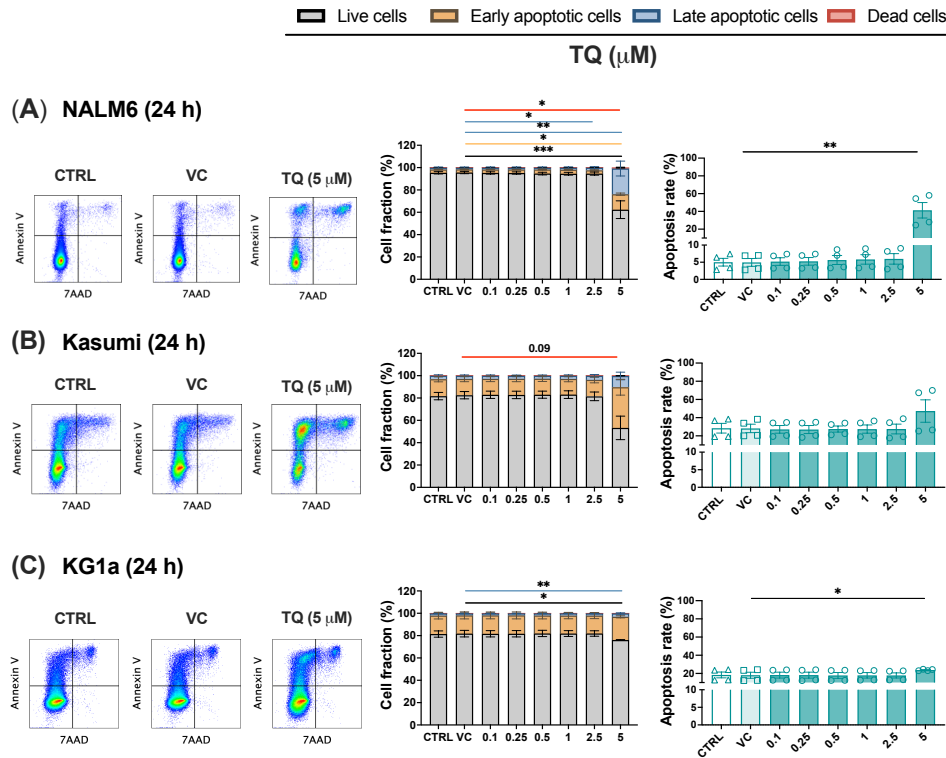 Live cells Early apoptotic cells Late apoptotic cells Dead cells
TQ (μM)
(A) NALM6 (24 h)
CTRL VC TQ (5 μM)
Annexin V Annexin V Annexin V
7AAD 7AAD 7AAD
* * ** * ***
Cell fraction (%)
120 100 80 60 40 20 0
CTRL VC 0.1 0.25 0.5 1 2.5 5
**
Apoptosis rate (%)
100 80 60 40 20 10 5 0
CTRL VC 0.1 0.25 0.5 1 2.5 5
(B) Kasumi (24 h)
CTRL VC TQ (5 μM)
Annexin V Annexin V Annexin V
7AAD 7AAD 7AAD
0.09
Cell fraction (%)
120 100 80 60 40 20 0
CTRL VC 0.1 0.25 0.5 1 2.5 5
Apoptosis rate (%)
100 80 60 40 20 10 5 0
CTRL VC 0.1 0.25 0.5 1 2.5 5
(C) KG1a (24 h)
CTRL VC TQ (5 μM)
Annexin V Annexin V Annexin V
7AAD 7AAD 7AAD
** *
Cell fraction (%)
120 100 80 60 40 20 0
CTRL VC 0.1 0.25 0.5 1 2.5 5
*
Apoptosis rate (%)
100 80 60 40 20 10 5 0
CTRL VC 0.1 0.25 0.5 1 2.5 5